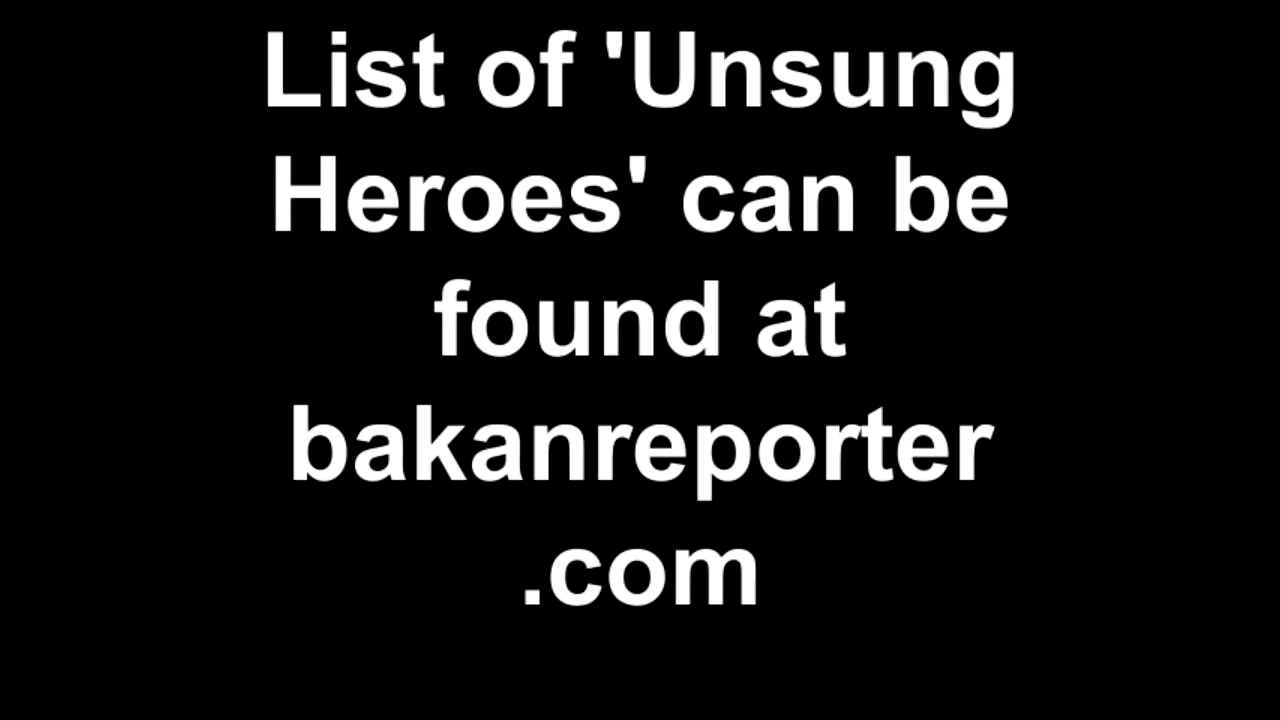 List of 'Unsung
Heroes' can be
found at
bakanreporter
.com